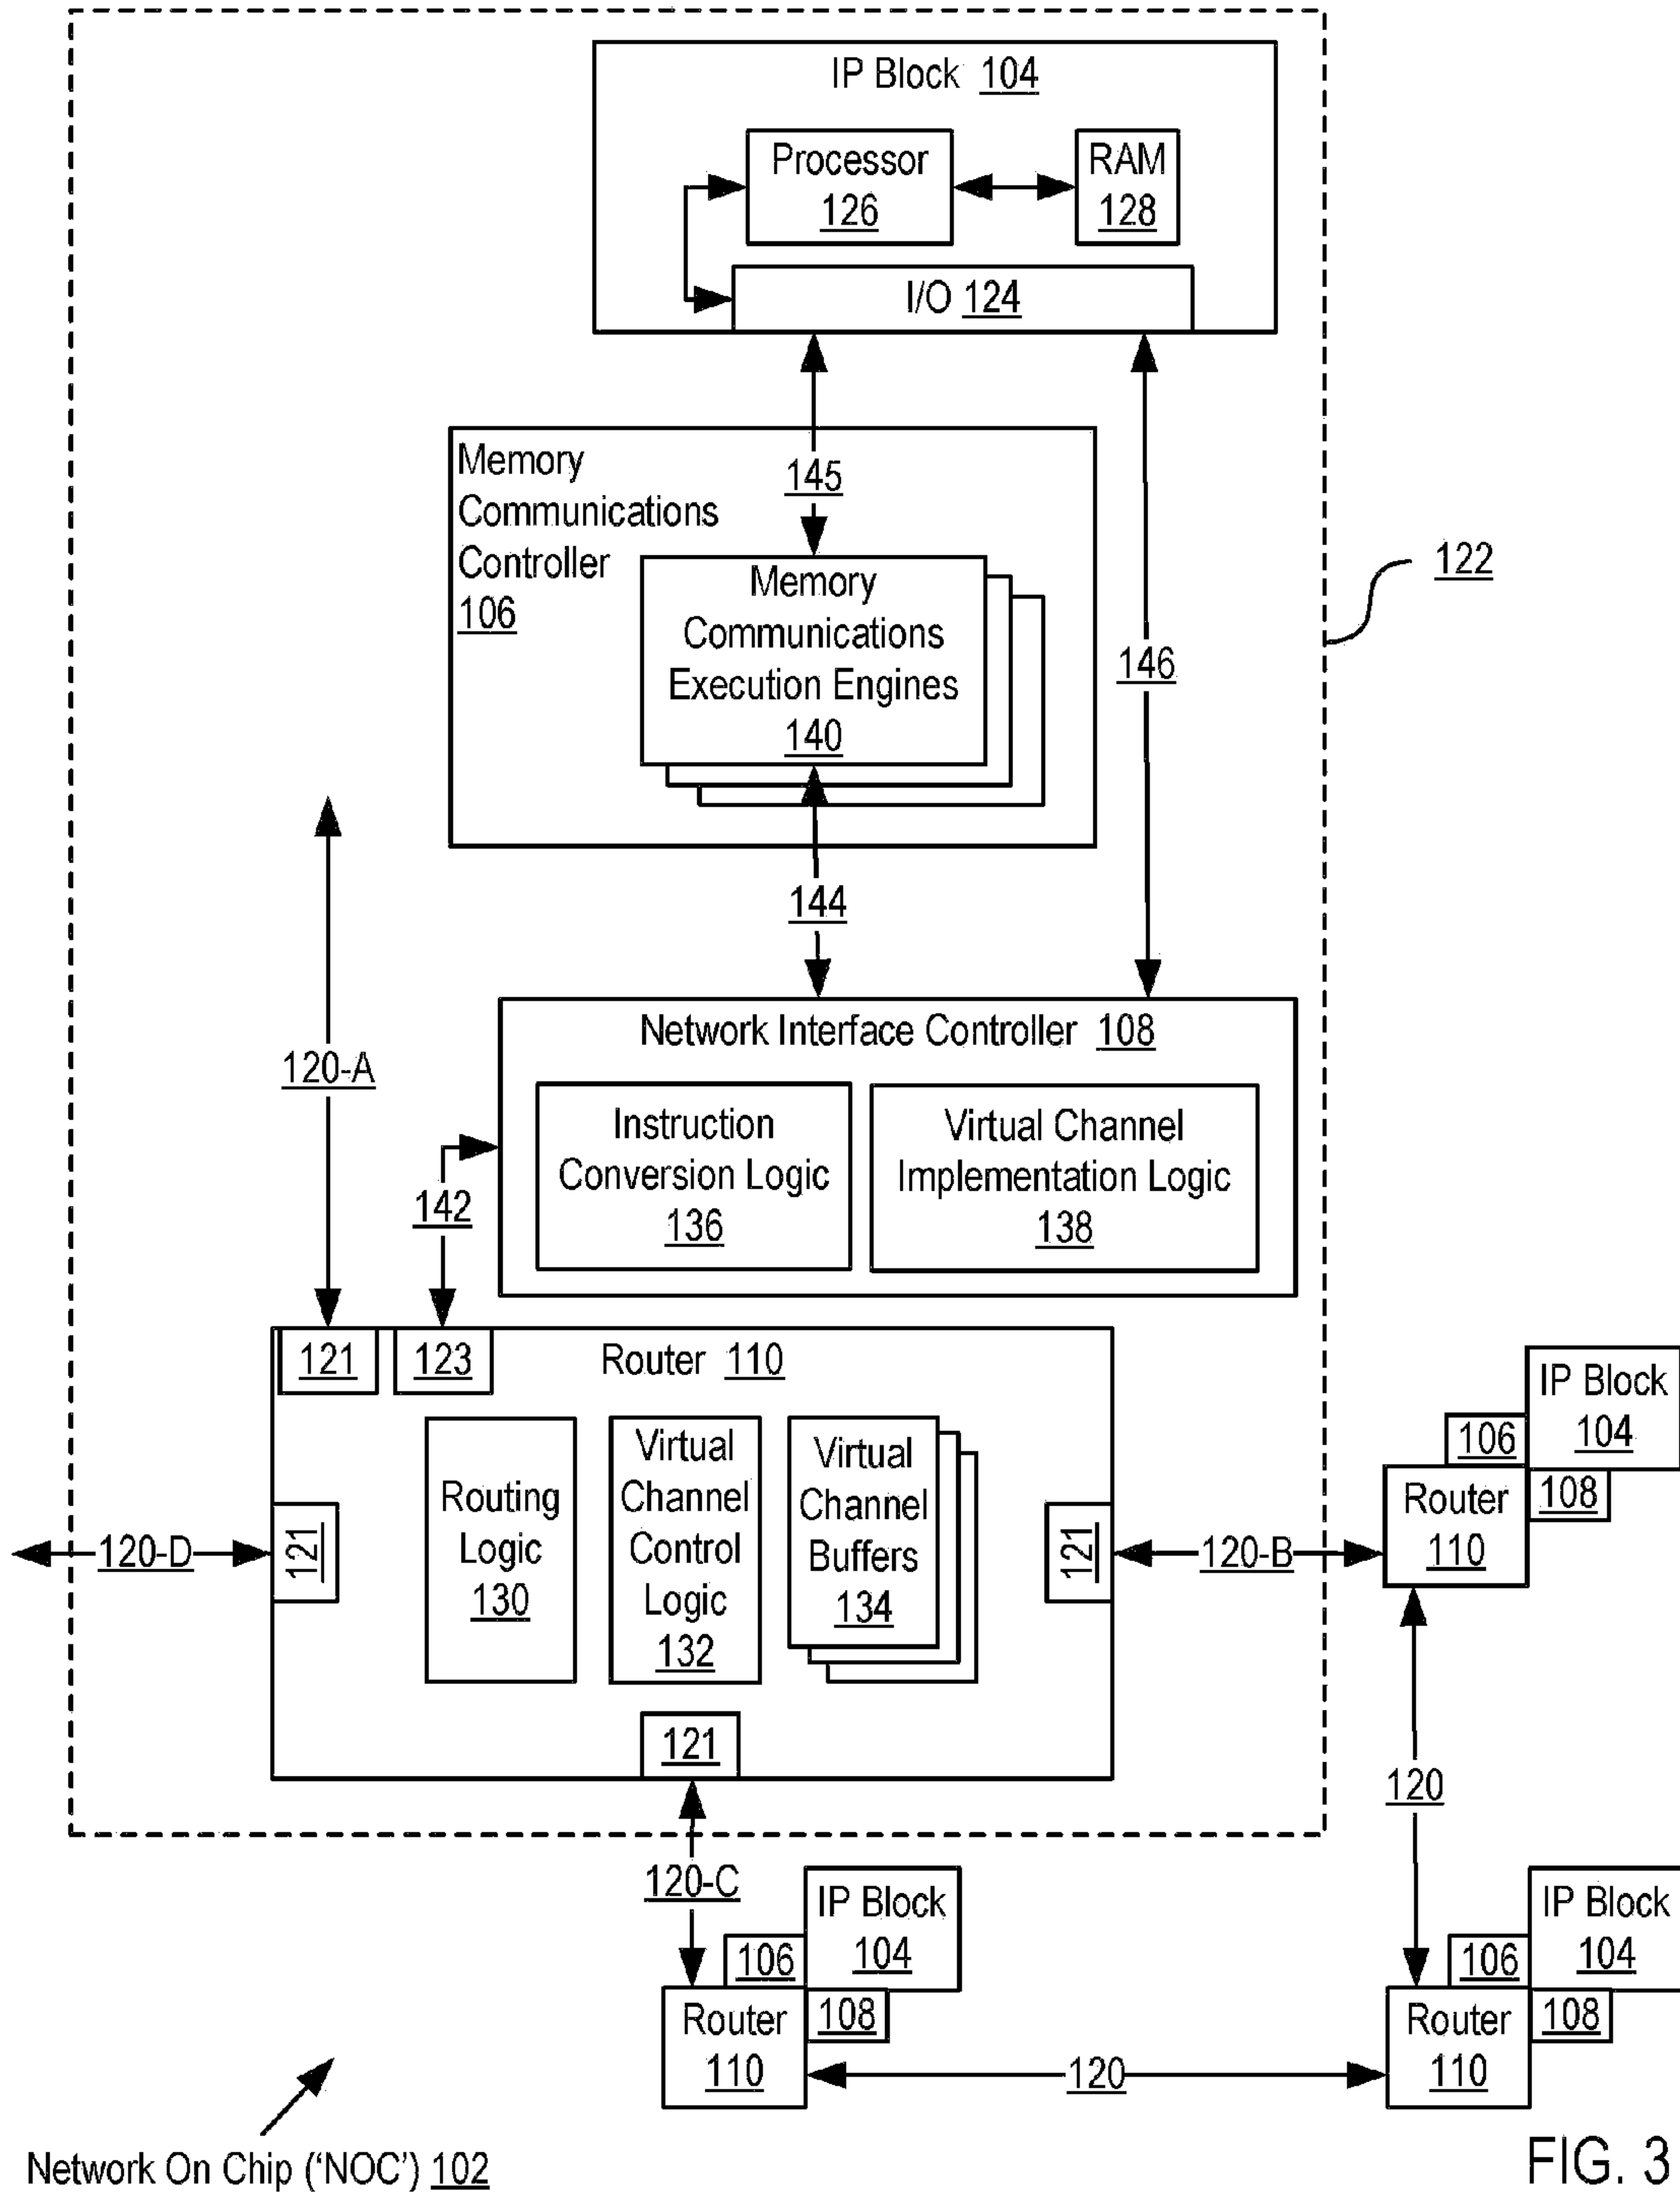 IP Block 104
Processor
126
RAM
128
I/O 124
Memory
Communications
Controller
106
145
Memory
Communications
Execution Engines
140
122
146
144
120-A
Network Interface Controller 108
Instruction
Conversion Logic
136
Virtual Channel
Implementation Logic
138
142
121
123
Router 110
Routing
Logic
130
Virtual
Channel
Control
Logic
132
Virtual
Channel
Buffers
134
121
121
121
120-D
120-B
IP Block
104
106
108
Router
110
120
120-C
IP Block
104
106
108
Router
110
120
IP Block
104
106
108
Router
110
Network On Chip (‘NOC’) 102
FIG. 3